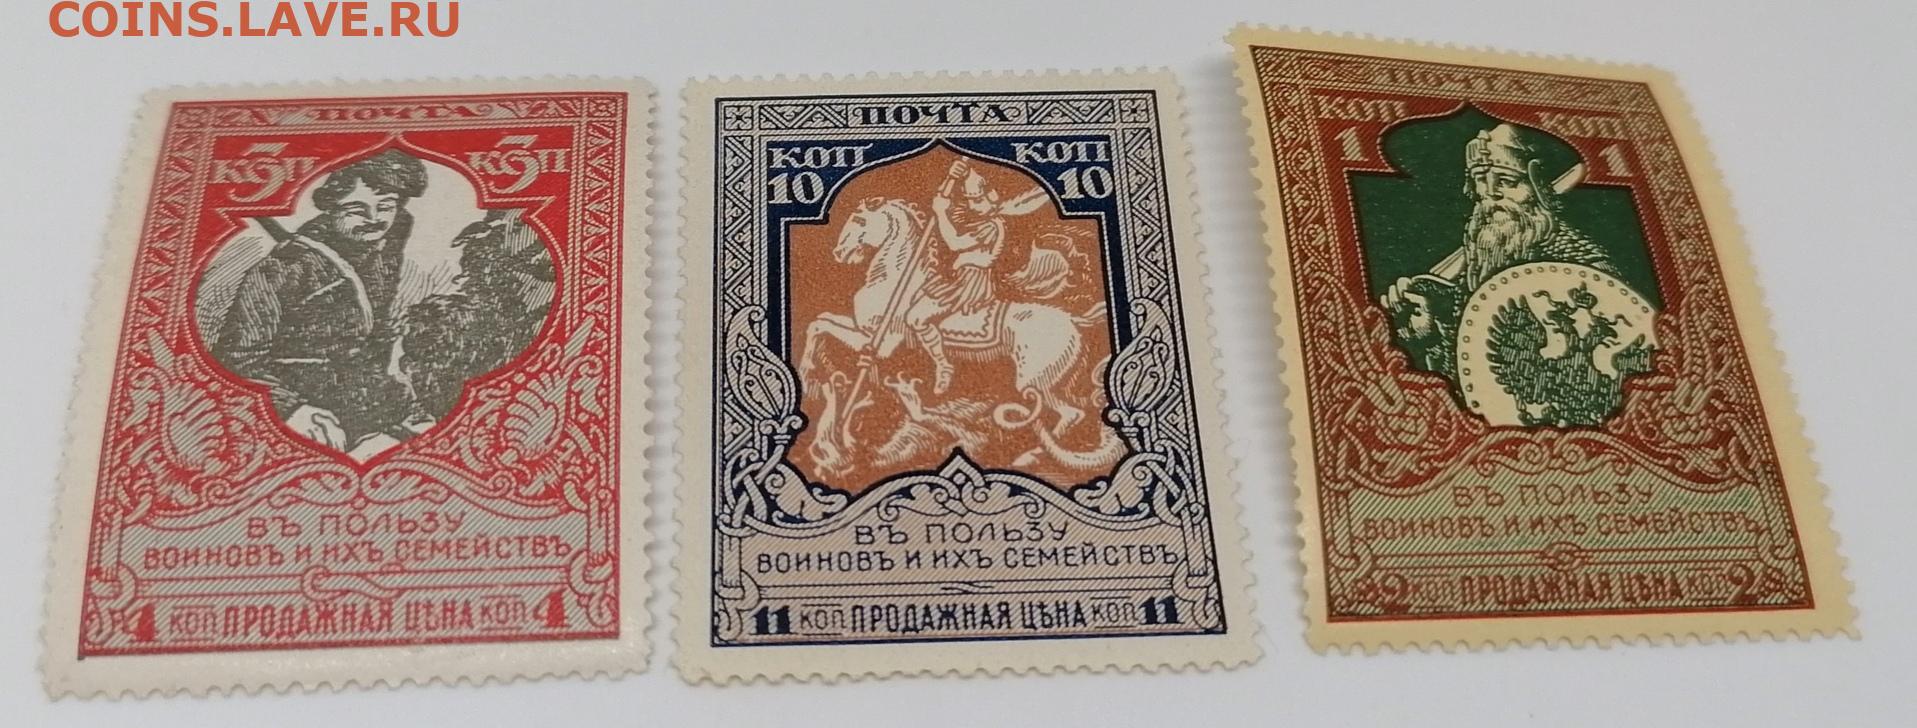 COINS.LAVE.RU
ПОЧТА
КОП 3 КОП 3
ВЪ ПОЛЬЗУ
ВОИНОВЪ И ИХЪ СЕМЕЙСТВЪ
4 КОП ПРОДАЖНАЯ ЦѢНА КОП 4
ПОЧТА
КОП КОП
10 10
ВЪ ПОЛЬЗУ
ВОИНОВЪ И ИХЪ СЕМЕЙСТВЪ
11 КОП ПРОДАЖНАЯ ЦѢНА КОП 11
ПОЧТА
КОП КОП
1 1
ВЪ ПОЛЬЗУ
ВОИНОВЪ И ИХЪ СЕМЕЙСТВЪ
2 КОП ПРОДАЖНАЯ ЦѢНА КОП 2